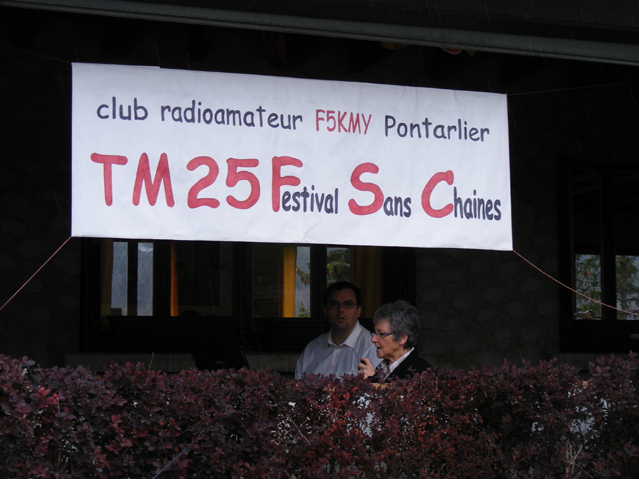 club radioamateur F5KMY Pontarlier
TM25Festival Sans Chaines